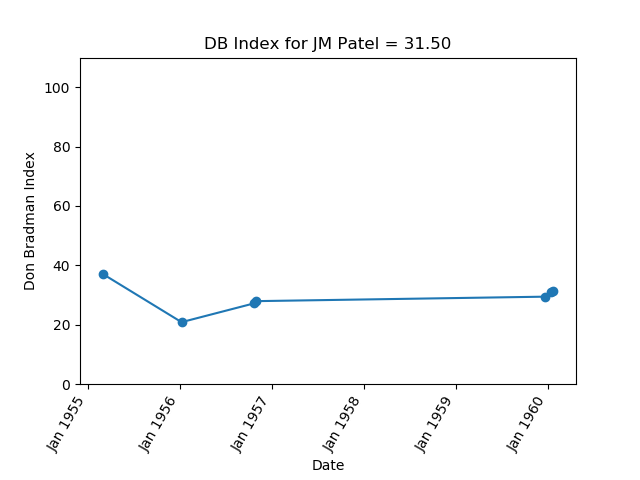 DB Index for JM Patel = 31.50
100
80
60
40
20
0
Don Bradman Index
Jan 1955
Jan 1956
Jan 1957
Jan 1958
Jan 1959
Jan 1960
Date